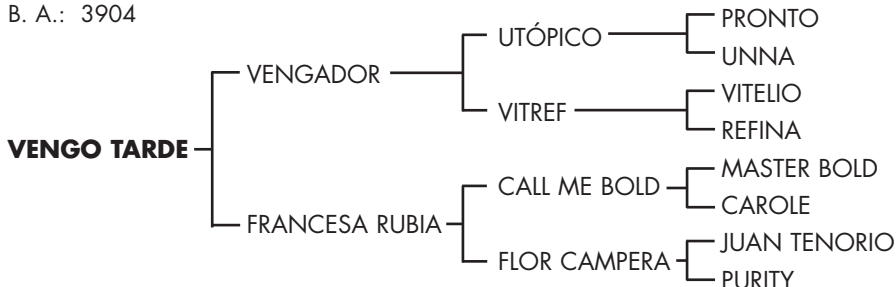 B. A.: 3904
PRONTO
UTÓPICO
UNNA
VENGADOR
VITELIO
VITREF
REFINA
VENGO TARDE
MASTER BOLD
CALL ME BOLD
CAROLE
FRANCESA RUBIA
JUAN TENORIO
FLOR CAMPERA
PURITY